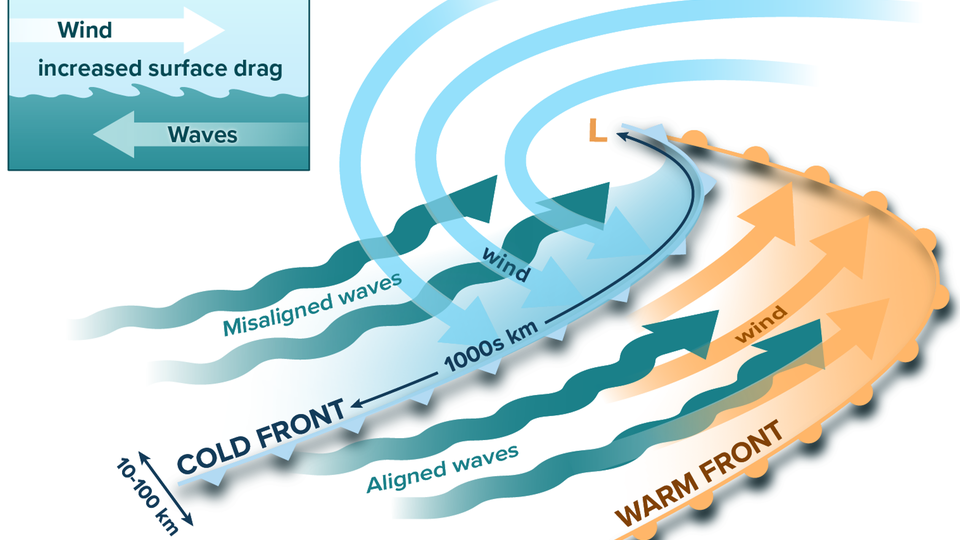 Wind
increased surface drag
Waves
L
wind
Misaligned waves
1000s km
wind
COLD FRONT
Aligned waves
10-100 km
WARM FRONT